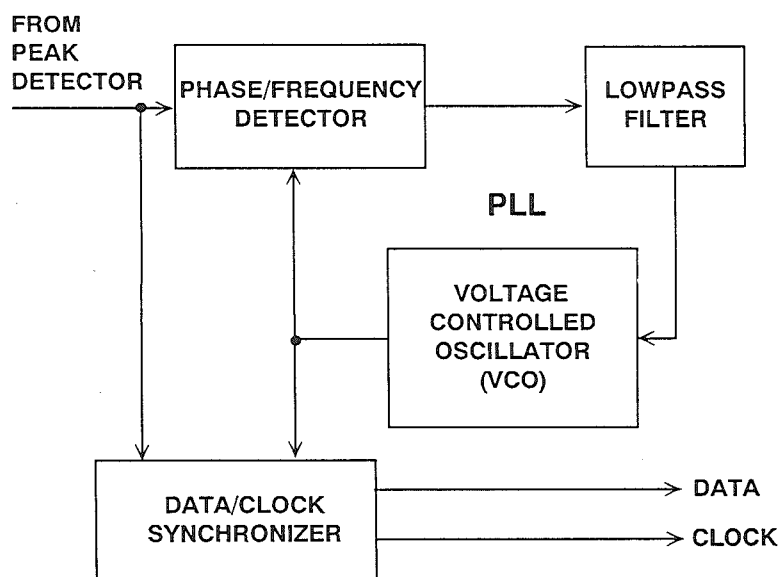 FROM
PEAK
DETECTOR
PHASE/FREQUENCY
DETECTOR
LOWPASS
FILTER
PLL
VOLTAGE
CONTROLLED
OSCILLATOR
(VCO)
DATA/CLOCK
SYNCHRONIZER
DATA
CLOCK